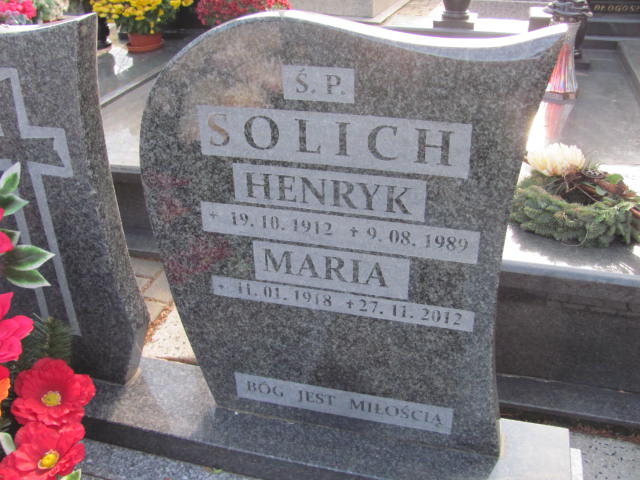 Ś. P.
SOLICH
HENRYK
* 19. 10. 1912 + 9. 08. 1989
MARIA
* 11. 01. 1918 + 27. 11. 2012
BÓG JEST MIŁOŚCIĄ